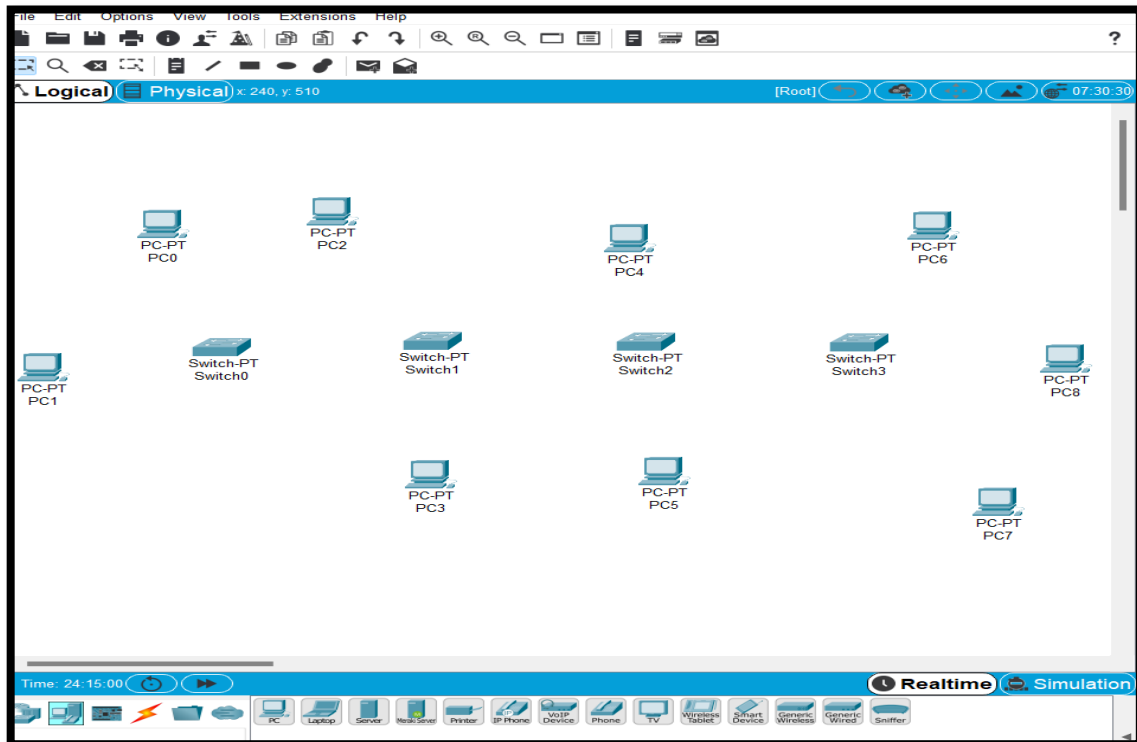 File Edit Options View Tools Extensions Help
?
Logical Physical x: 240, y: 510 [Root] 07:30:30
PC-PT
PC0
PC-PT
PC2
PC-PT
PC4
PC-PT
PC6
PC-PT
PC1
Switch-PT
Switch0
Switch-PT
Switch1
Switch-PT
Switch2
Switch-PT
Switch3
PC-PT
PC8
PC-PT
PC3
PC-PT
PC5
PC-PT
PC7
Time: 24:15:00 Realtime Simulation
PC Laptop Server Meraki Server Printer IP Phone VoIP Device Phone TV Wireless Tablet Smart Device Generic Wireless Generic Wired Sniffer